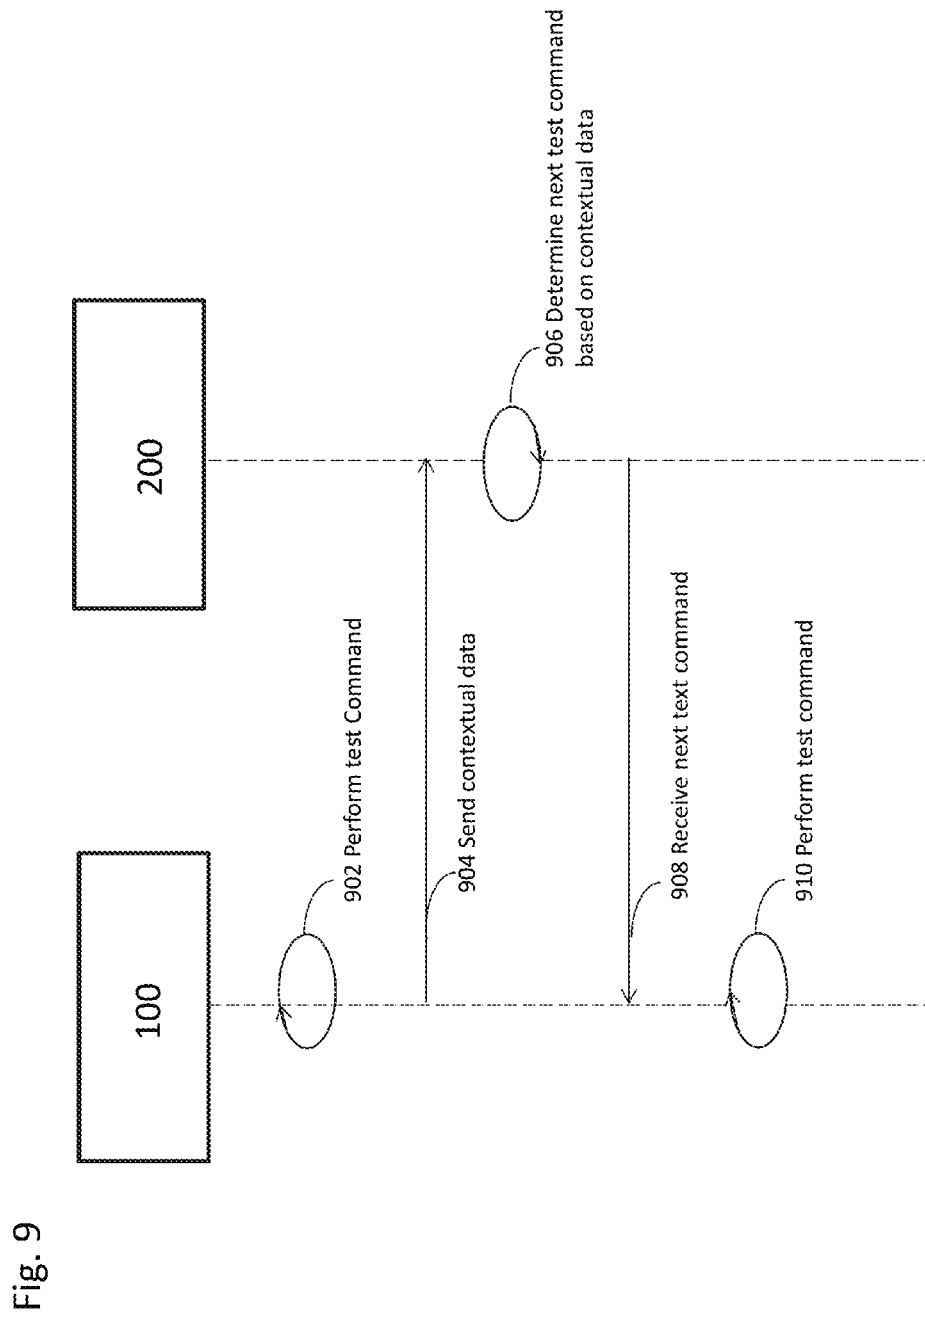 Fig. 9
100
200
902 Perform test Command
904 Send contextual data
906 Determine next test command
based on contextual data
908 Receive next text command
910 Perform test command